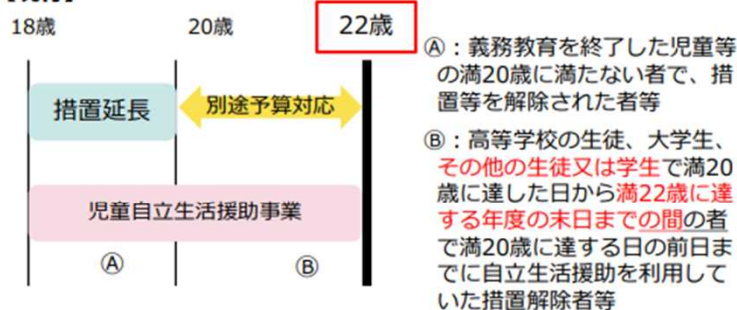 18歳
20歳
22歳
措置延長
別途予算対応
児童自立生活援助事業
Ⓐ
Ⓑ
Ⓐ：義務教育を終了した児童等
の満20歳に満たない者で、措
置等を解除された者等
Ⓑ：高等学校の生徒、大学生、
その他の生徒又は学生で満20
歳に達した日から満22歳に達
する年度の末日までの間の者
で満20歳に達する日の前日ま
でに自立生活援助を利用して
いた措置解除者等